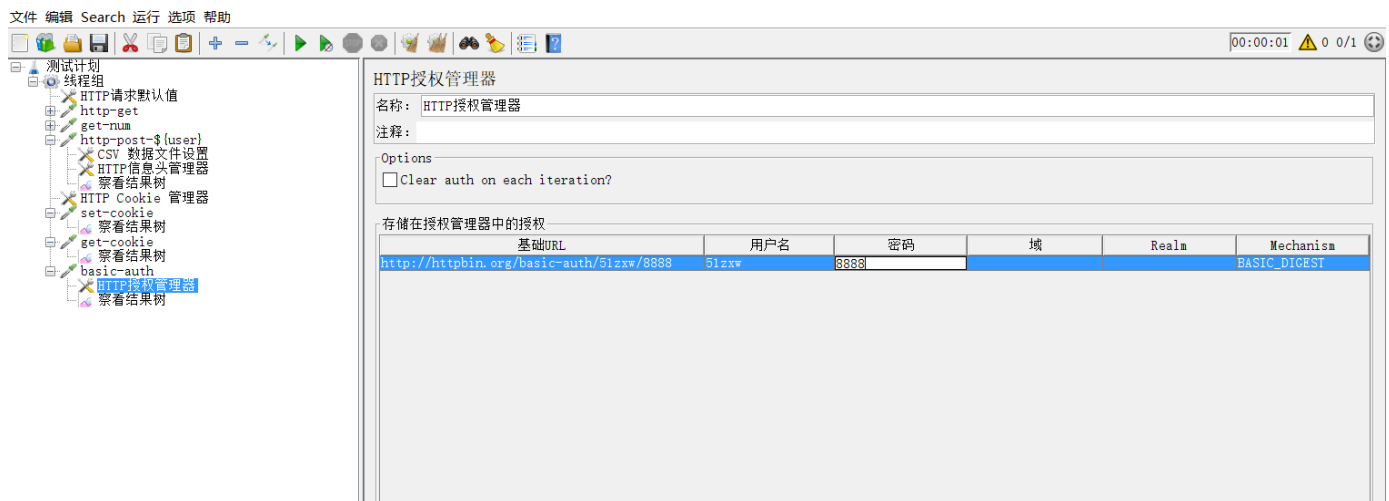 文件 编辑 Search 运行 选项 帮助
00:00:01 0 0/1
测试计划
线程组
HTTP请求默认值
http-get
get-num
http-post-${user}
CSV 数据文件设置
HTTP信息头管理器
察看结果树
HTTP Cookie 管理器
set-cookie
察看结果树
get-cookie
察看结果树
basic-auth
HTTP授权管理器
察看结果树
HTTP授权管理器
名称: HTTP授权管理器
注释:
Options
Clear auth on each iteration?
存储在授权管理器中的授权
基础URL 用户名 密码 域 Realm Mechanism
http://httpbin.org/basic-auth/51zxw/8888 51zxw 8888 BASIC_DIGEST